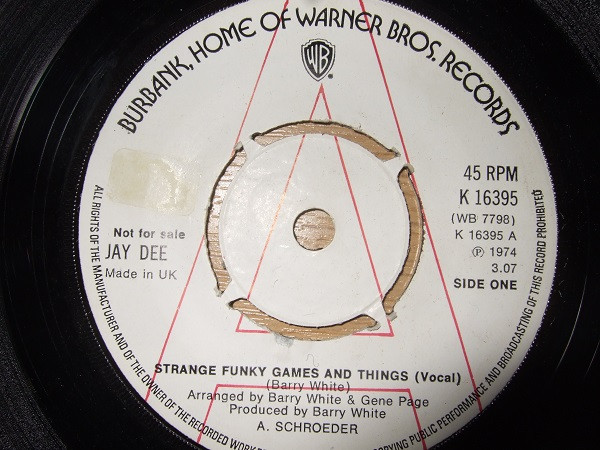 BURBANK, HOME OF WARNER BROS. RECORDS
WB
45 RPM
K 16395
(WB 7798)
K 16395 A
Ⓟ 1974
3.07
SIDE ONE
Not for sale
JAY DEE
Made in UK
A
STRANGE FUNKY GAMES AND THINGS (Vocal)
(Barry White)
Arranged by Barry White & Gene Page
Produced by Barry White
A. SCHROEDER
ALL RIGHTS OF THE MANUFACTURER AND OF THE OWNER OF THE RECORDED WORK
COPYING PUBLIC PERFORMANCE AND BROADCASTING OF THIS RECORD PROHIBITED